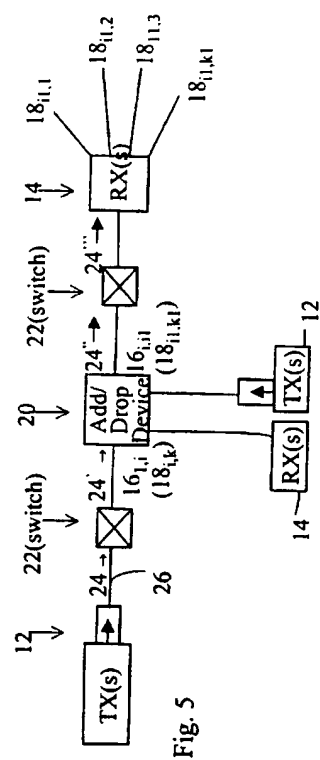 12
22(switch)
20
22(switch)
14
TX(s)
24
26
24'
16₁,ᵢ
(18ᵢ,ₖ)
Add/
Drop
Device
24''
16ᵢ,ᵢ₁
(18ᵢ₁,ₖ₁)
24'''
RX(s)
18ᵢ₁,₁
18ᵢ₁,₂
18₁₁,₃
18ᵢ₁,ₖ₁
RX(s)
14
TX(s)
12
Fig. 5